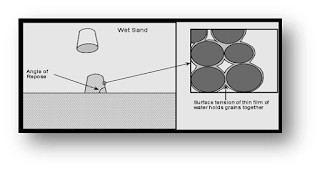 Wet Sand
Angle of
Repose
Surface tension of thin film of
water holds grains together